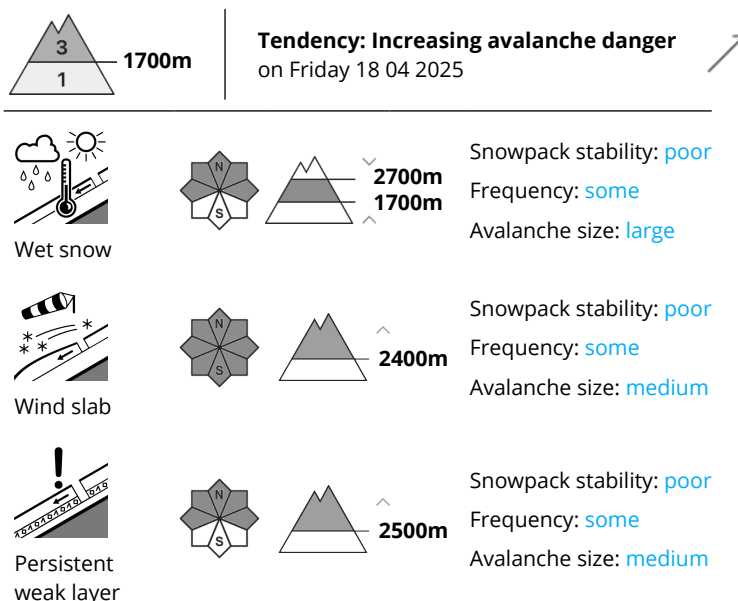 3
1
1700m
Tendency: Increasing avalanche danger
on Friday 18 04 2025
Wet snow
N
S
2700m
1700m
Snowpack stability: poor
Frequency: some
Avalanche size: large
Wind slab
N
S
2400m
Snowpack stability: poor
Frequency: some
Avalanche size: medium
Persistent
weak layer
N
S
2500m
Snowpack stability: poor
Frequency: some
Avalanche size: medium